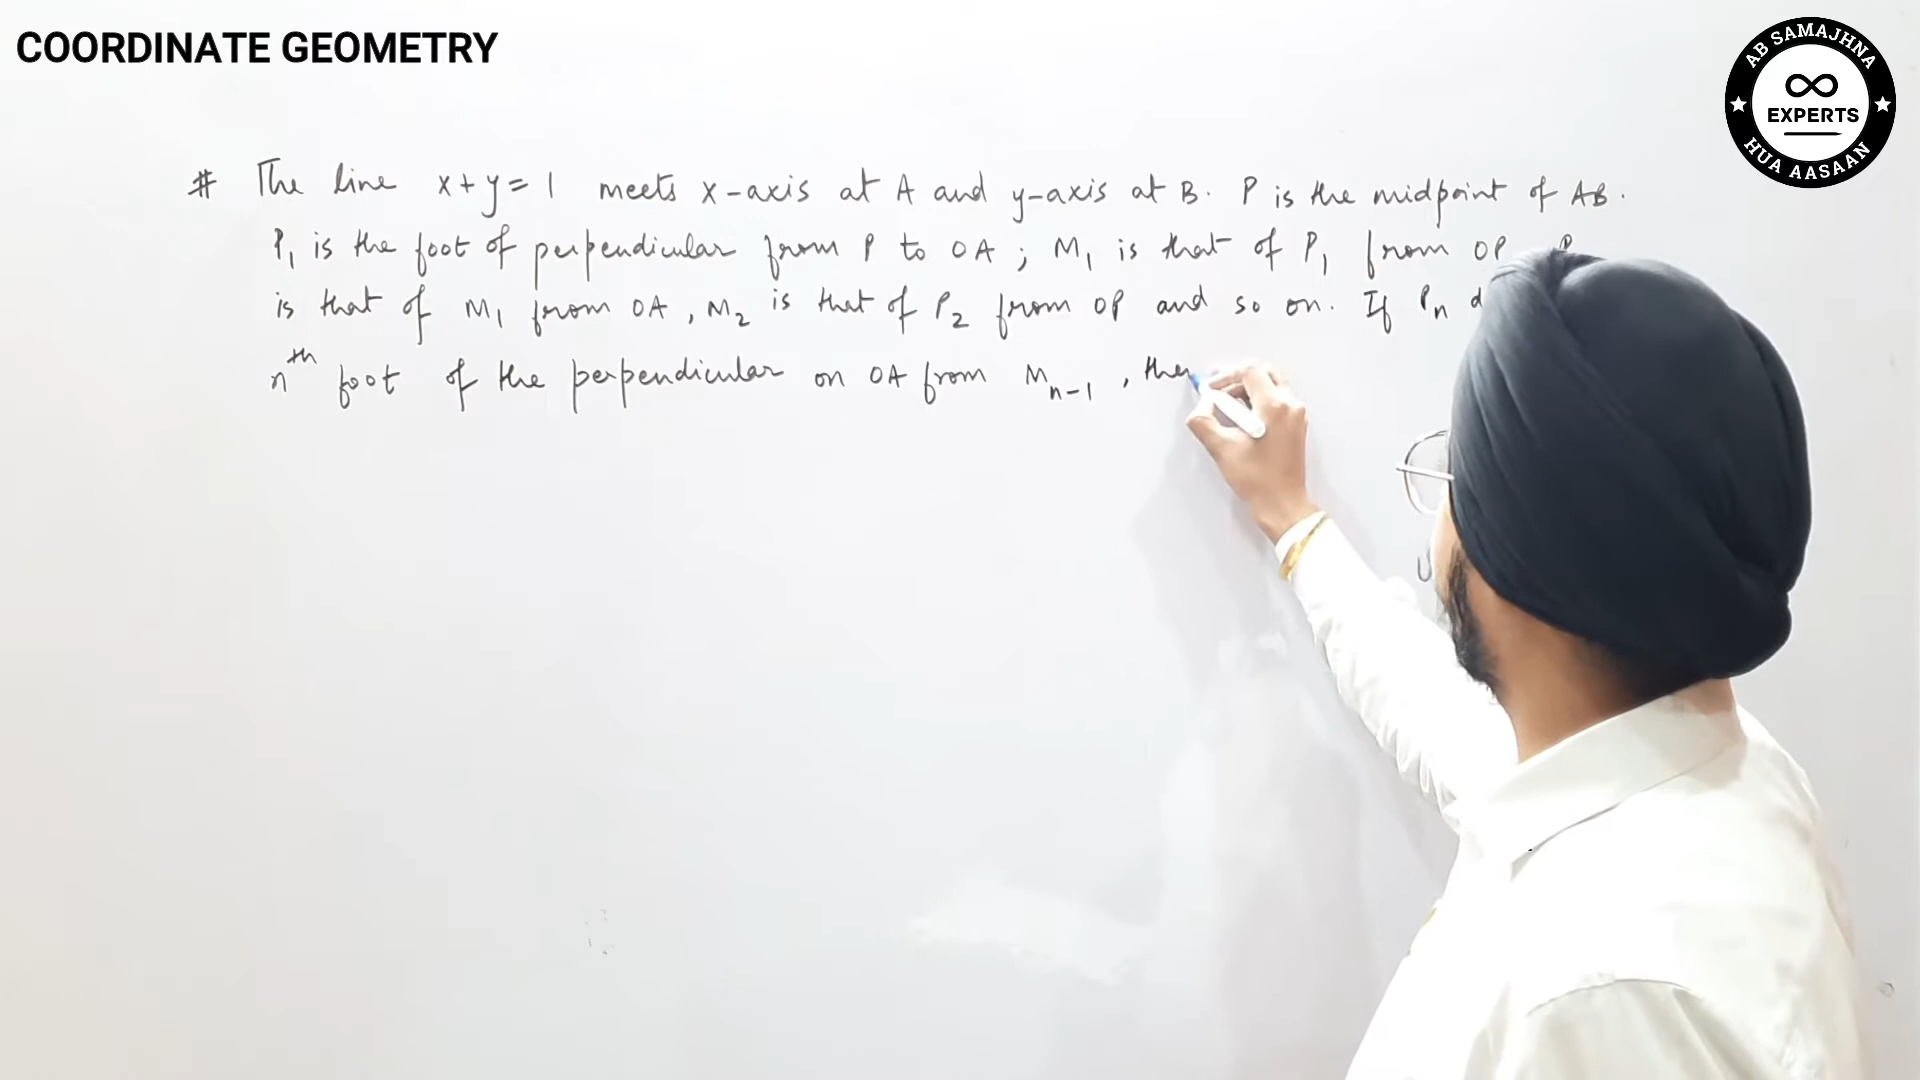 COORDINATE GEOMETRY
AB SAMAJHNA
EXPERTS
HUA AASAAN
# The line x+y=1 meets x-axis at A and y-axis at B. P is the midpoint of AB.
P₁ is the foot of perpendicular from P to OA ; M₁ is that of P₁ from OP
is that of M₁ from OA , M₂ is that of P₂ from OP and so on. If Pₙ
nᵗʰ foot of the perpendicular on OA from Mₙ₋₁ , then